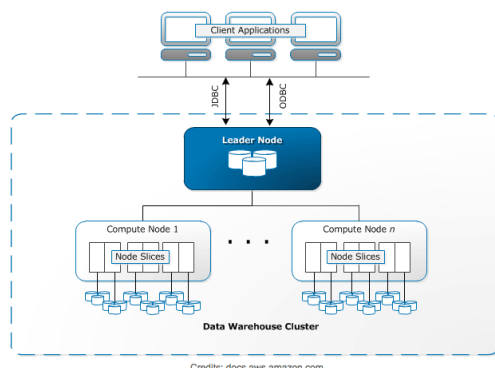 Client Applications
JDBC
ODBC
Leader Node
Compute Node 1
Compute Node n
. . .
Node Slices
Node Slices
Data Warehouse Cluster
Credits: docs.aws.amazon.com